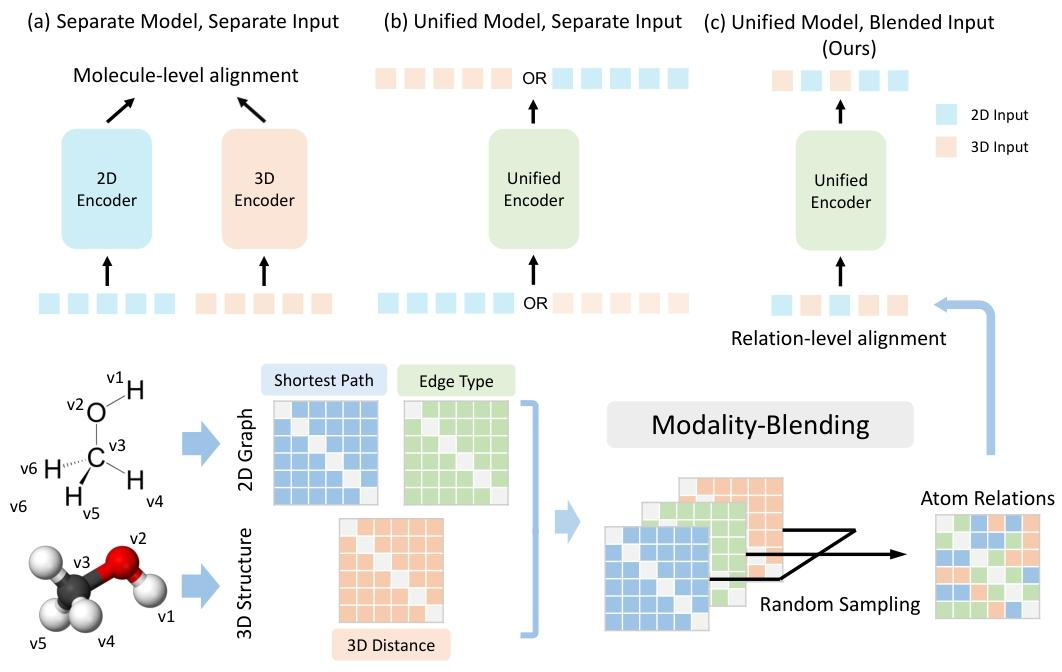 (a) Separate Model, Separate Input
(b) Unified Model, Separate Input
(c) Unified Model, Blended Input
(Ours)
Molecule-level alignment
OR
2D Input
3D Input
2D
Encoder
3D
Encoder
Unified
Encoder
Unified
Encoder
OR
Relation-level alignment
Shortest Path
Edge Type
v1
H
v2
O
v3
C
v6
H
H
H
v6
v5
v4
2D Graph
Modality-Blending
Atom Relations
v2
v3
v1
v5
v4
3D Structure
3D Distance
Random Sampling